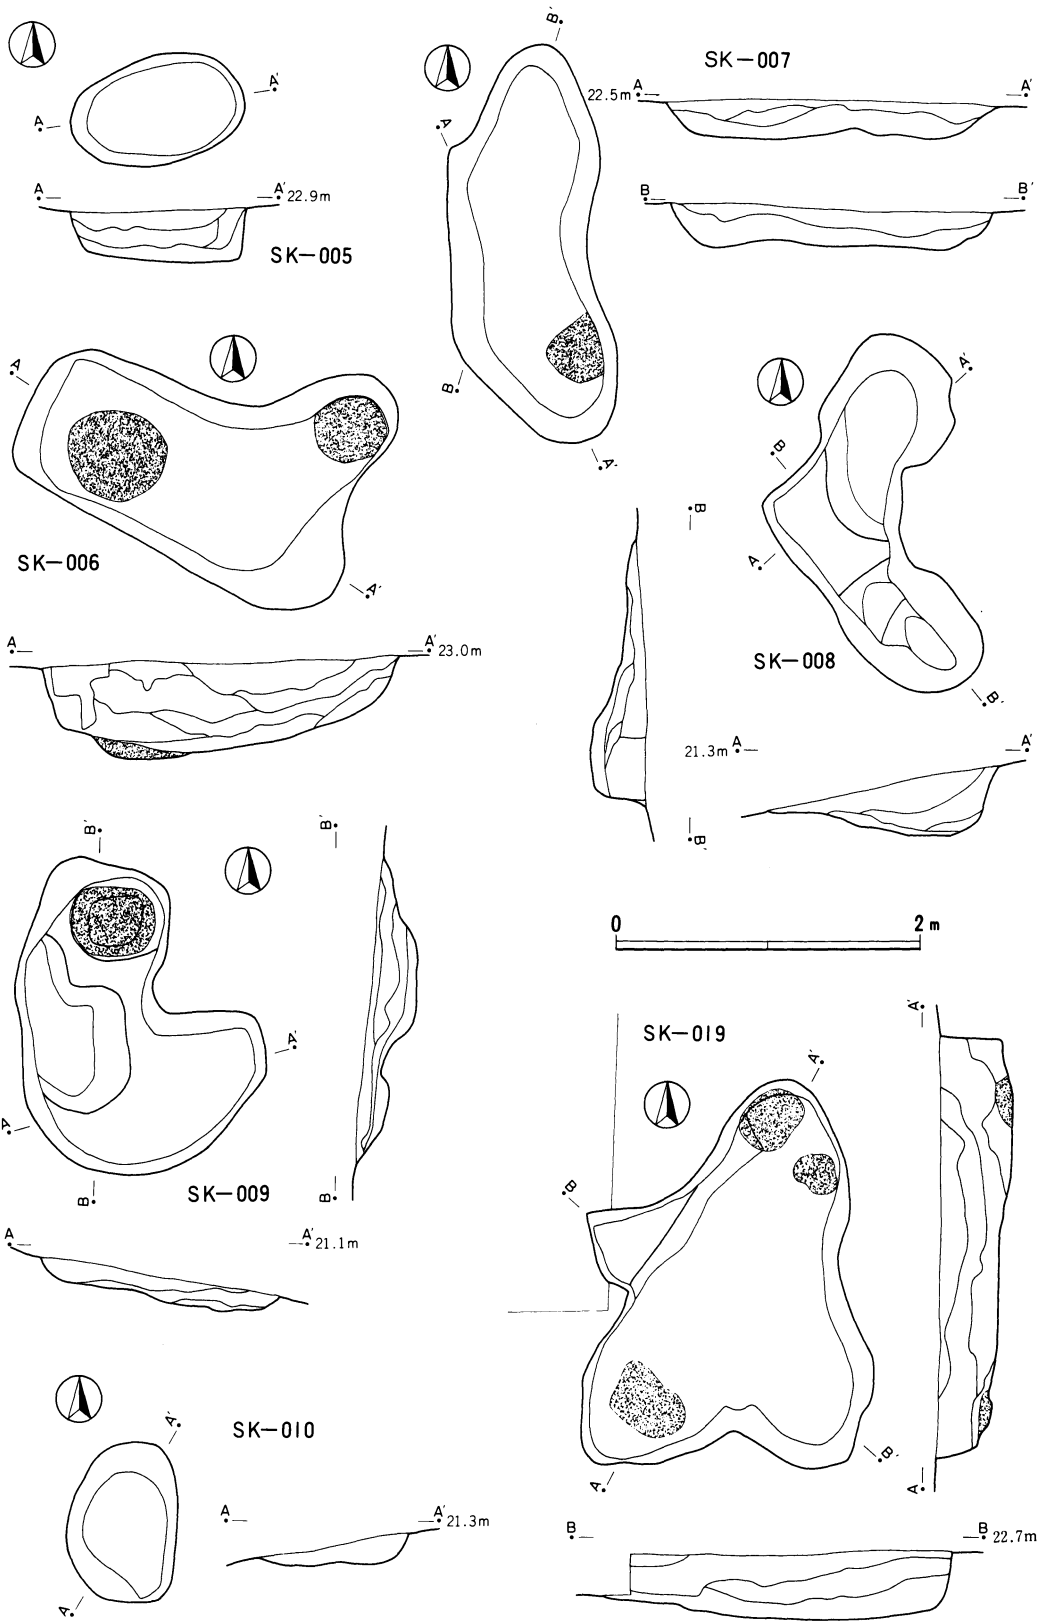 A
A'
A
A'
22.9m
SK-005
B'
A
B
A'
SK-007
22.5m
A
A'
B
B'
A
A'
SK-006
A
A'
23.0m
A'
B
A
B'
SK-008
B
B'
21.3m
A
A'
B'
A'
A
B
SK-009
B'
B
A
A'
21.1m
0
2m
SK-019
A'
B
A
B'
A'
A
B
B
22.7m
SK-010
A'
A
A
A'
21.3m